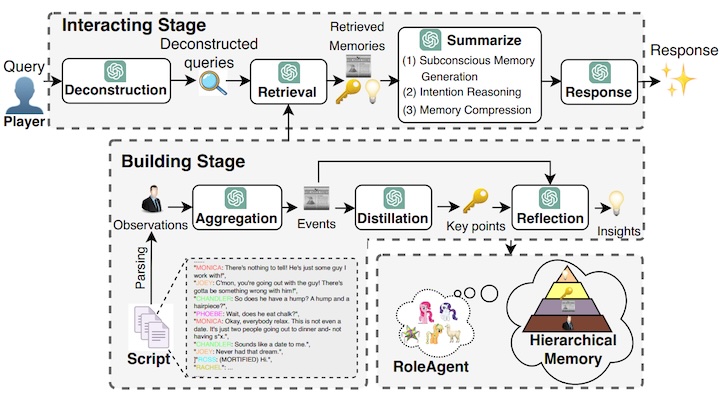 Interacting Stage
Query
Player
Deconstruction
Deconstructed
queries
Retrieval
Retrieved
Memories
Summarize
(1) Subconscious Memory
Generation
(2) Intention Reasoning
(3) Memory Compression
Response
Response
Building Stage
Observations
Aggregation
Events
Distillation
Key points
Reflection
Insights
Parsing
Script
"MONICA: There's nothing to tell! He's just some guy I
work with!",
"JOEY: C'mon, you're going out with the guy! There's
gotta be something wrong with him!",
"CHANDLER: So does he have a hump? A hump and a
hairpiece?",
"PHOEBE: Wait, does he eat chalk?",
"MONICA: Okay, everybody relax. This is not even a
date. It's just two people going out to dinner and- not
having s*x.",
"CHANDLER: Sounds like a date to me.",
"JOEY: Never had that dream.",
["ROSS: (MORTIFIED) Hi.",
"RACHEL: ...
RoleAgent
Hierarchical
Memory